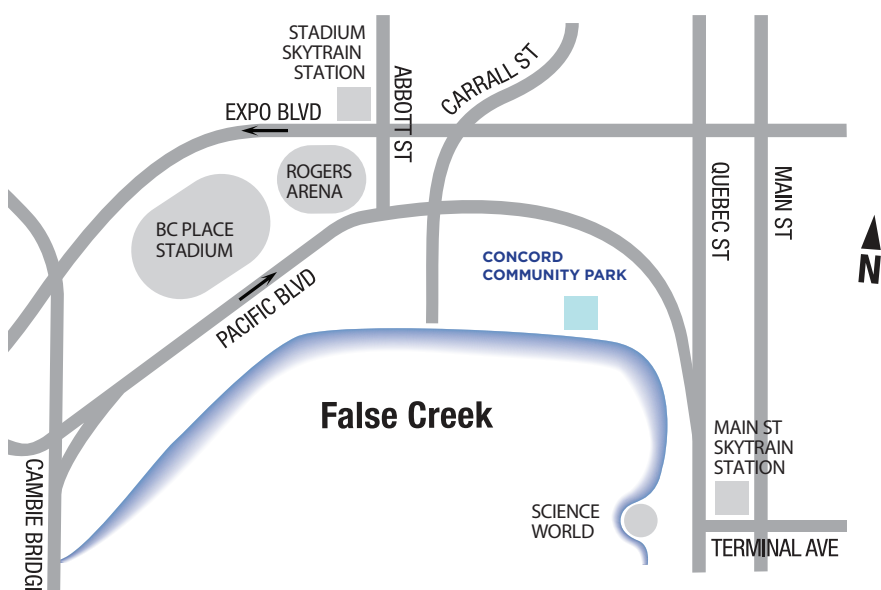 STADIUM
SKYTRAIN
STATION
ABBOTT ST
CARRALL ST
EXPO BLVD
ROGERS
ARENA
BC PLACE
STADIUM
QUEBEC ST
MAIN ST
N
CONCORD
COMMUNITY PARK
PACIFIC BLVD
False Creek
MAIN ST
SKYTRAIN
STATION
CAMBIE BRIDG
SCIENCE
WORLD
TERMINAL AVE